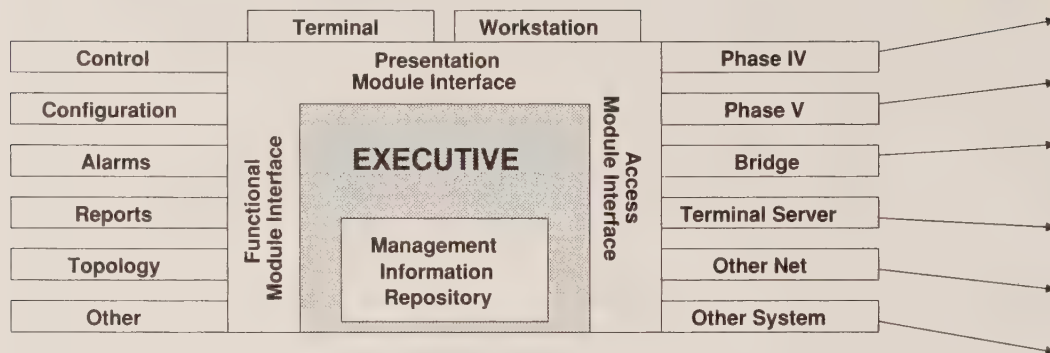 Terminal
Workstation
Control
Configuration
Alarms
Reports
Topology
Other
Presentation
Module Interface
Functional
Module Interface
EXECUTIVE
Management
Information
Repository
Access
Module Interface
Phase IV
Phase V
Bridge
Terminal Server
Other Net
Other System